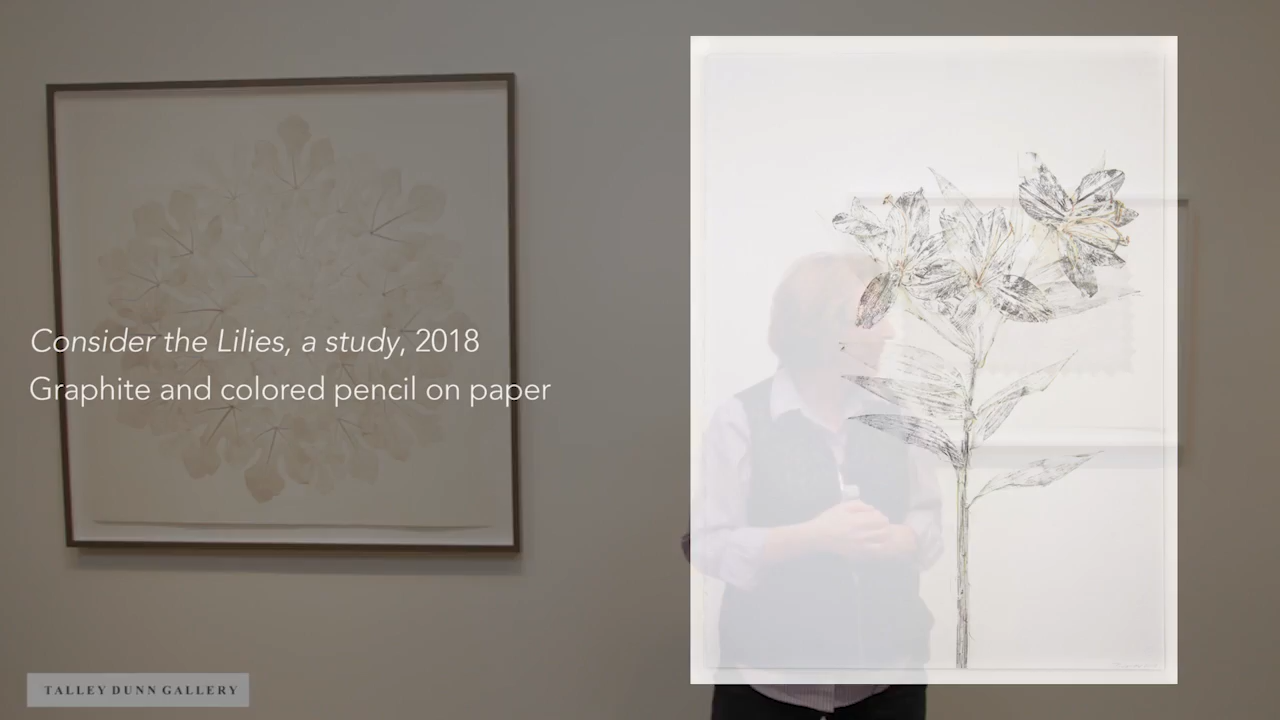 Consider the Lilies, a study, 2018
Graphite and colored pencil on paper
TALLEY DUNN GALLERY